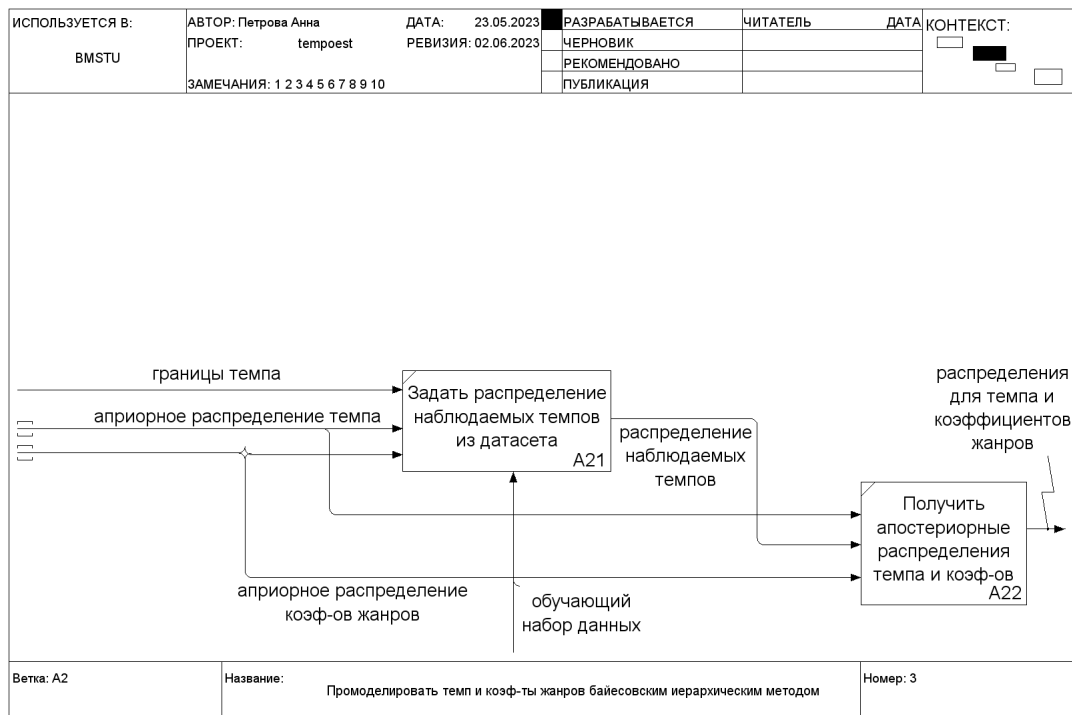 ИСПОЛЬЗУЕТСЯ В:
BMSTU
АВТОР: Петрова Анна
ДАТА: 23.05.2023
ПРОЕКТ: tempoest
РЕВИЗИЯ: 02.06.2023
ЗАМЕЧАНИЯ: 1 2 3 4 5 6 7 8 9 10
РАЗРАБАТЫВАЕТСЯ
ЧЕРНОВИК
РЕКОМЕНДОВАНО
ПУБЛИКАЦИЯ
ЧИТАТЕЛЬ
ДАТА
КОНТЕКСТ:
границы темпа
априорное распределение темпа
Задать распределение
наблюдаемых темпов
из датасета
A21
распределение
наблюдаемых
темпов
распределения
для темпа и
коэффициентов
жанров
Получить
апостериорные
распределения
темпа и коэф-ов
A22
априорное распределение
коэф-ов жанров
обучающий
набор данных
Ветка: A2
Название:
Промоделировать темп и коэф-ты жанров байесовским иерархическим методом
Номер: 3